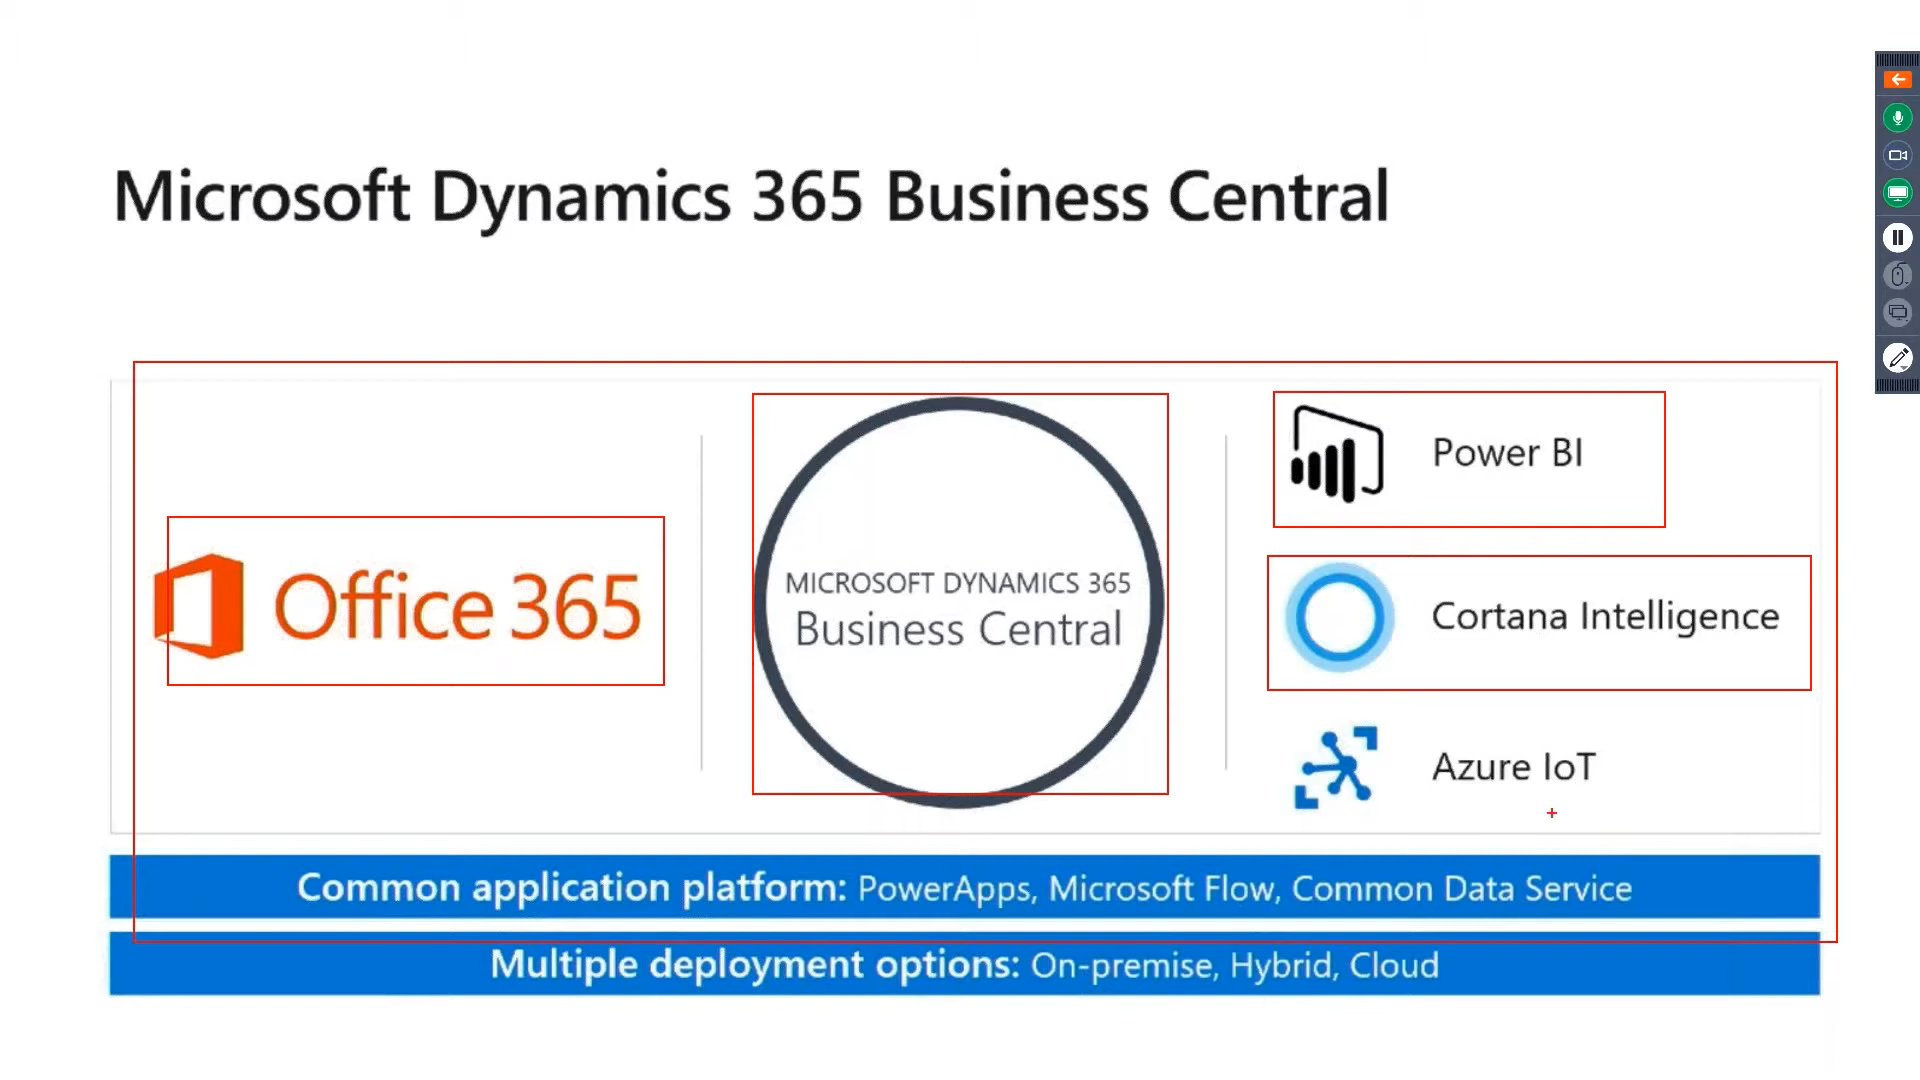 Microsoft Dynamics 365 Business Central
Office 365
MICROSOFT DYNAMICS 365
Business Central
Power BI
Cortana Intelligence
Azure IoT
Common application platform: PowerApps, Microsoft Flow, Common Data Service
Multiple deployment options: On-premise, Hybrid, Cloud